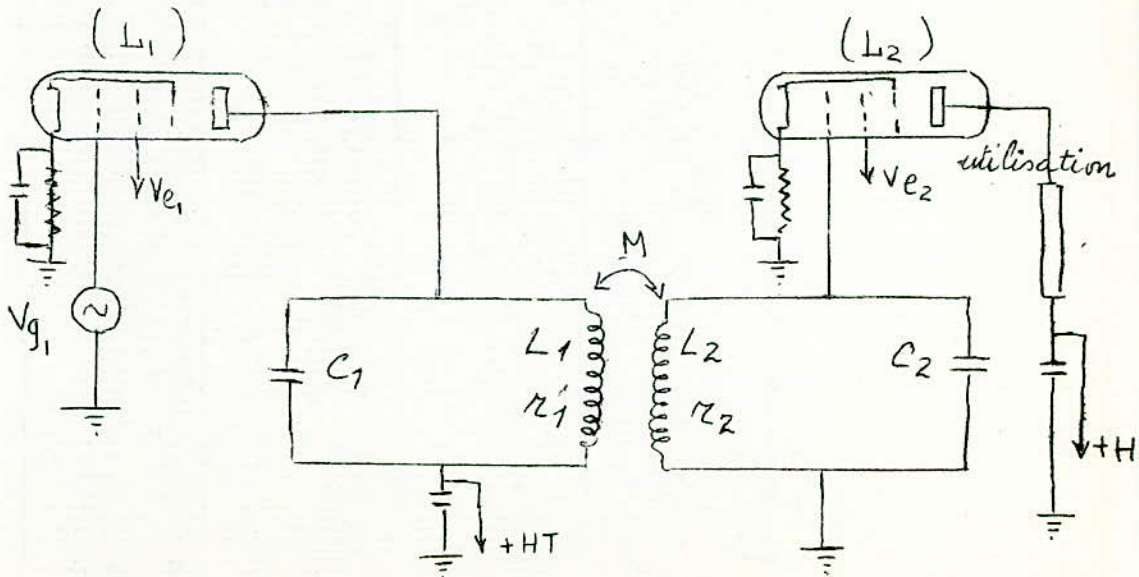 (L₁)
(L₂)
Ve₁
Ve₂
utilisation
Vg₁
M
C₁
L₁
r'₁
L₂
r₂
C₂
+HT
+H